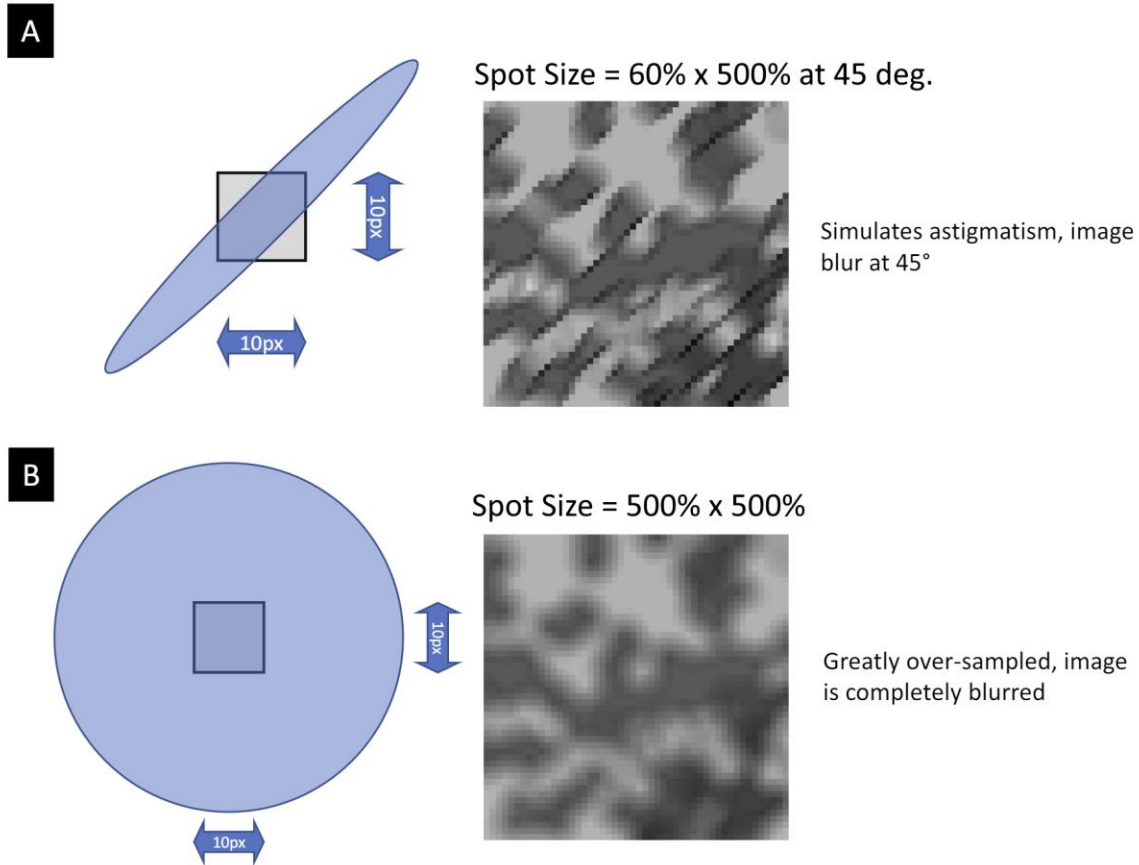 A
Spot Size = 60% x 500% at 45 deg.
10px
10px
Simulates astigmatism, image
blur at 45°
B
Spot Size = 500% x 500%
10px
10px
Greatly over-sampled, image
is completely blurred